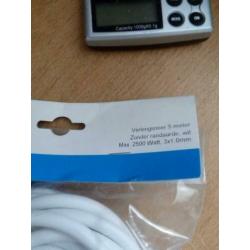 Capacity 1000g/0.1g
Verlengsnoer 5 meter
Zonder randaarde, wit
Max. 2500 Watt, 3x1.0mm